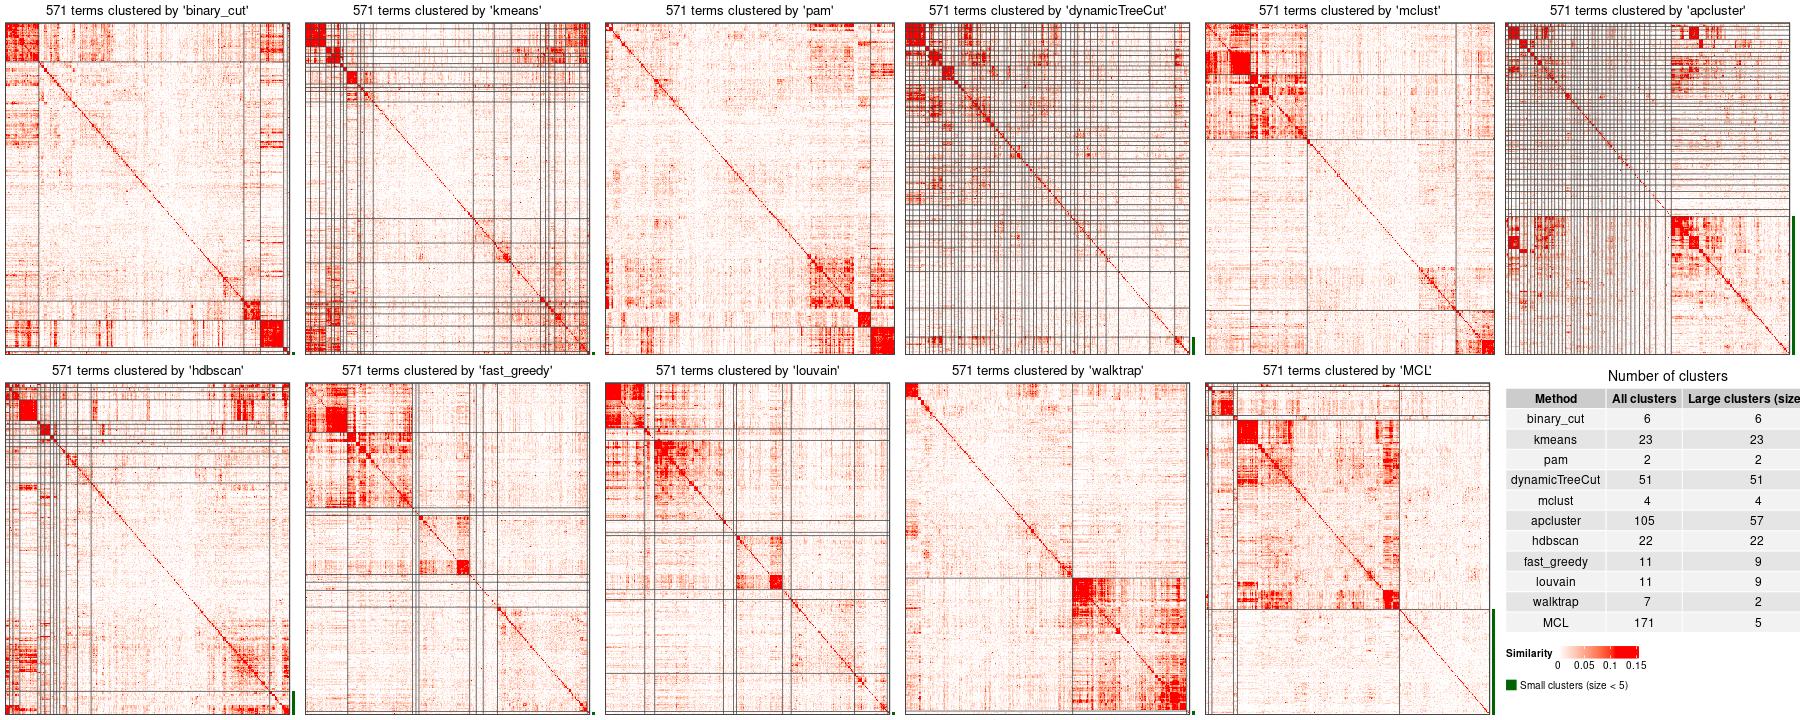 571 terms clustered by 'binary_cut'
571 terms clustered by 'kmeans'
571 terms clustered by 'pam'
571 terms clustered by 'dynamicTreeCut'
571 terms clustered by 'mclust'
571 terms clustered by 'apcluster'
571 terms clustered by 'hdbscan'
571 terms clustered by 'fast_greedy'
571 terms clustered by 'louvain'
571 terms clustered by 'walktrap'
571 terms clustered by 'MCL'
Number of clusters
Method All clusters Large clusters (size
binary_cut 6 6
kmeans 23 23
pam 2 2
dynamicTreeCut 51 51
mclust 4 4
apcluster 105 57
hdbscan 22 22
fast_greedy 11 9
louvain 11 9
walktrap 7 2
MCL 171 5
Similarity
0 0.05 0.1 0.15
Small clusters (size < 5)